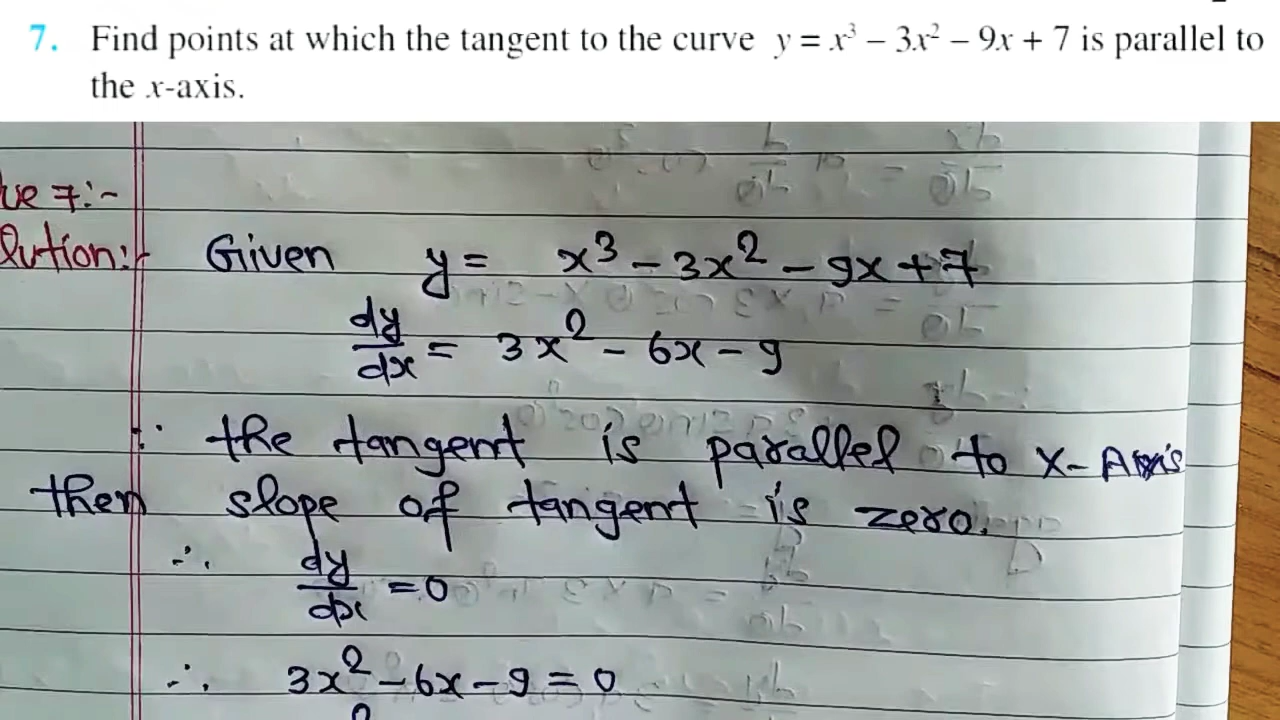 7. Find points at which the tangent to the curve y = x³ – 3x² – 9x + 7 is parallel to
the x-axis.
ue 7:-
lution:- Given y = x³ - 3x² - 9x + 7
dy/dx = 3x² - 6x - 9
∵ the tangent is parallel to X-Axis
then slope of tangent is zero.
∴ dy/dx = 0
∴ 3x² - 6x - 9 = 0